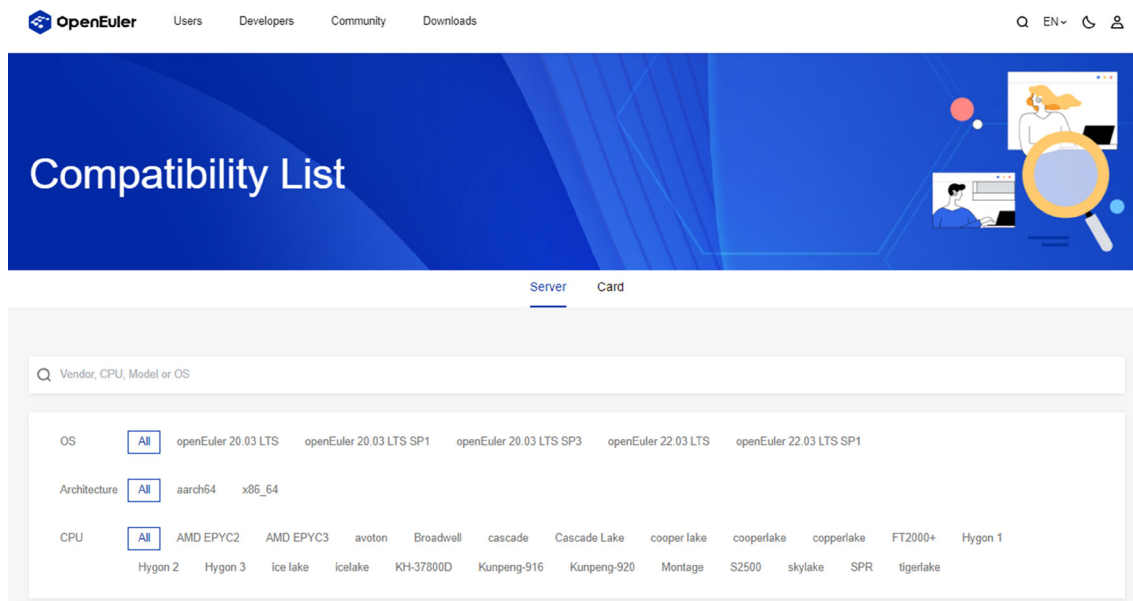 OpenEuler Users Developers Community Downloads EN
Compatibility List
Server Card
Vendor, CPU, Model or OS
OS All openEuler 20.03 LTS openEuler 20.03 LTS SP1 openEuler 20.03 LTS SP3 openEuler 22.03 LTS openEuler 22.03 LTS SP1
Architecture All aarch64 x86_64
CPU All AMD EPYC2 AMD EPYC3 avoton Broadwell cascade Cascade Lake cooper lake cooperlake copperlake FT2000+ Hygon 1
Hygon 2 Hygon 3 ice lake icelake KH-37800D Kunpeng-916 Kunpeng-920 Montage S2500 skylake SPR tigerlake